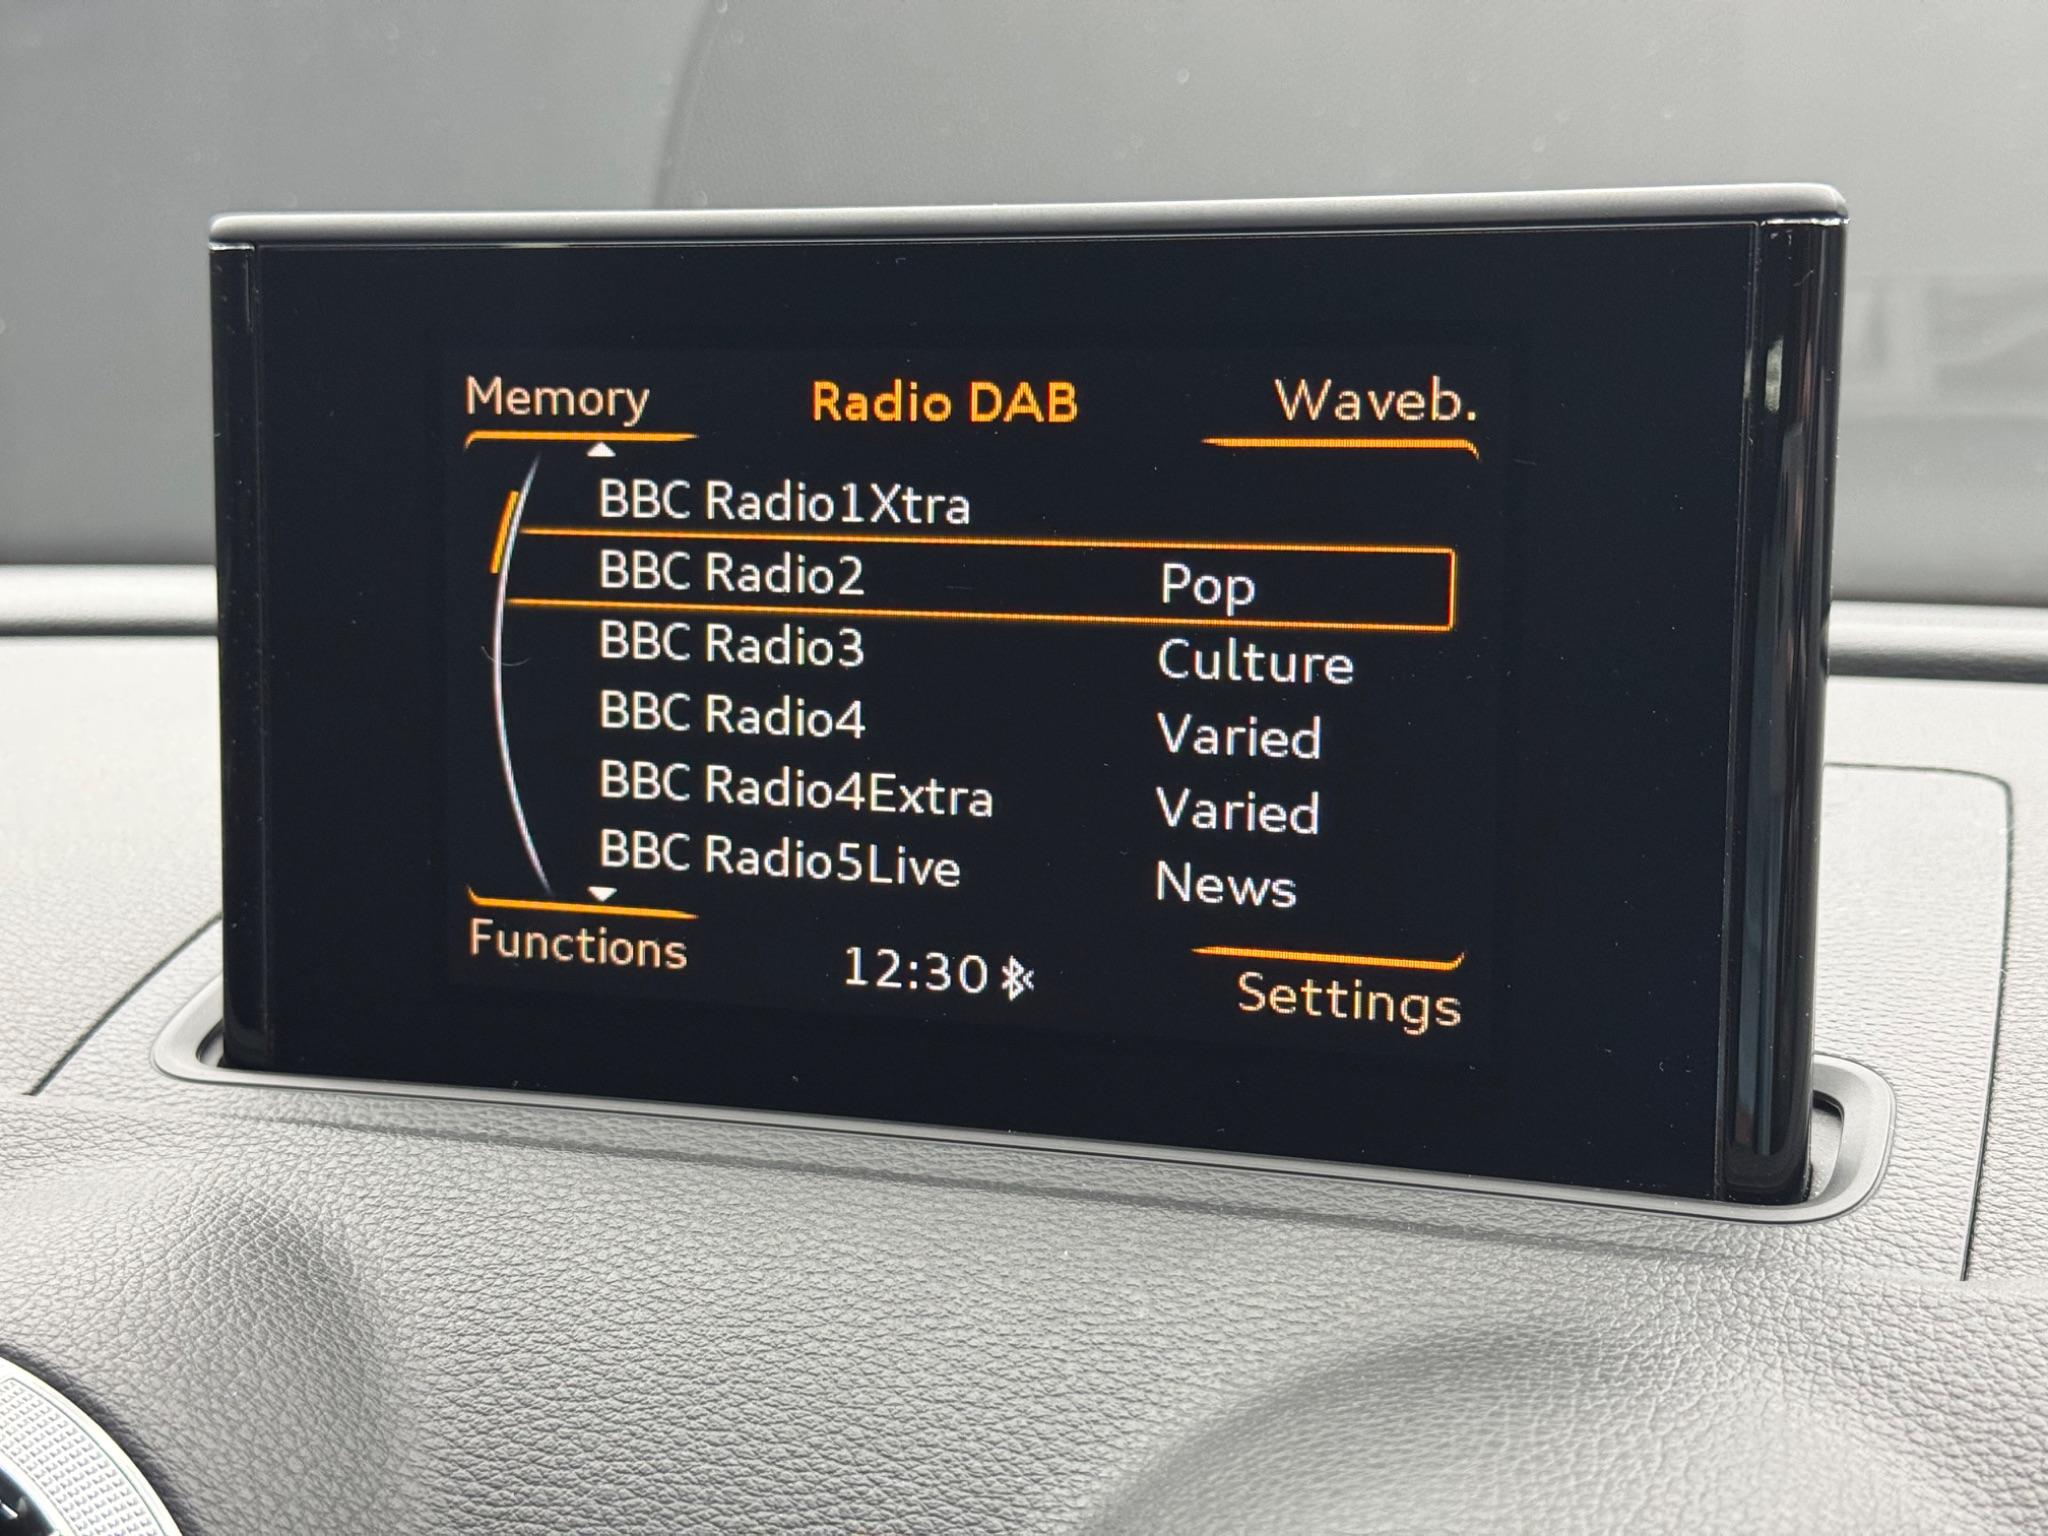 Memory Radio DAB Waveb.
BBC Radio1Xtra
BBC Radio2 Pop
BBC Radio3 Culture
BBC Radio4 Varied
BBC Radio4Extra Varied
BBC Radio5Live News
Functions 12:30 Settings